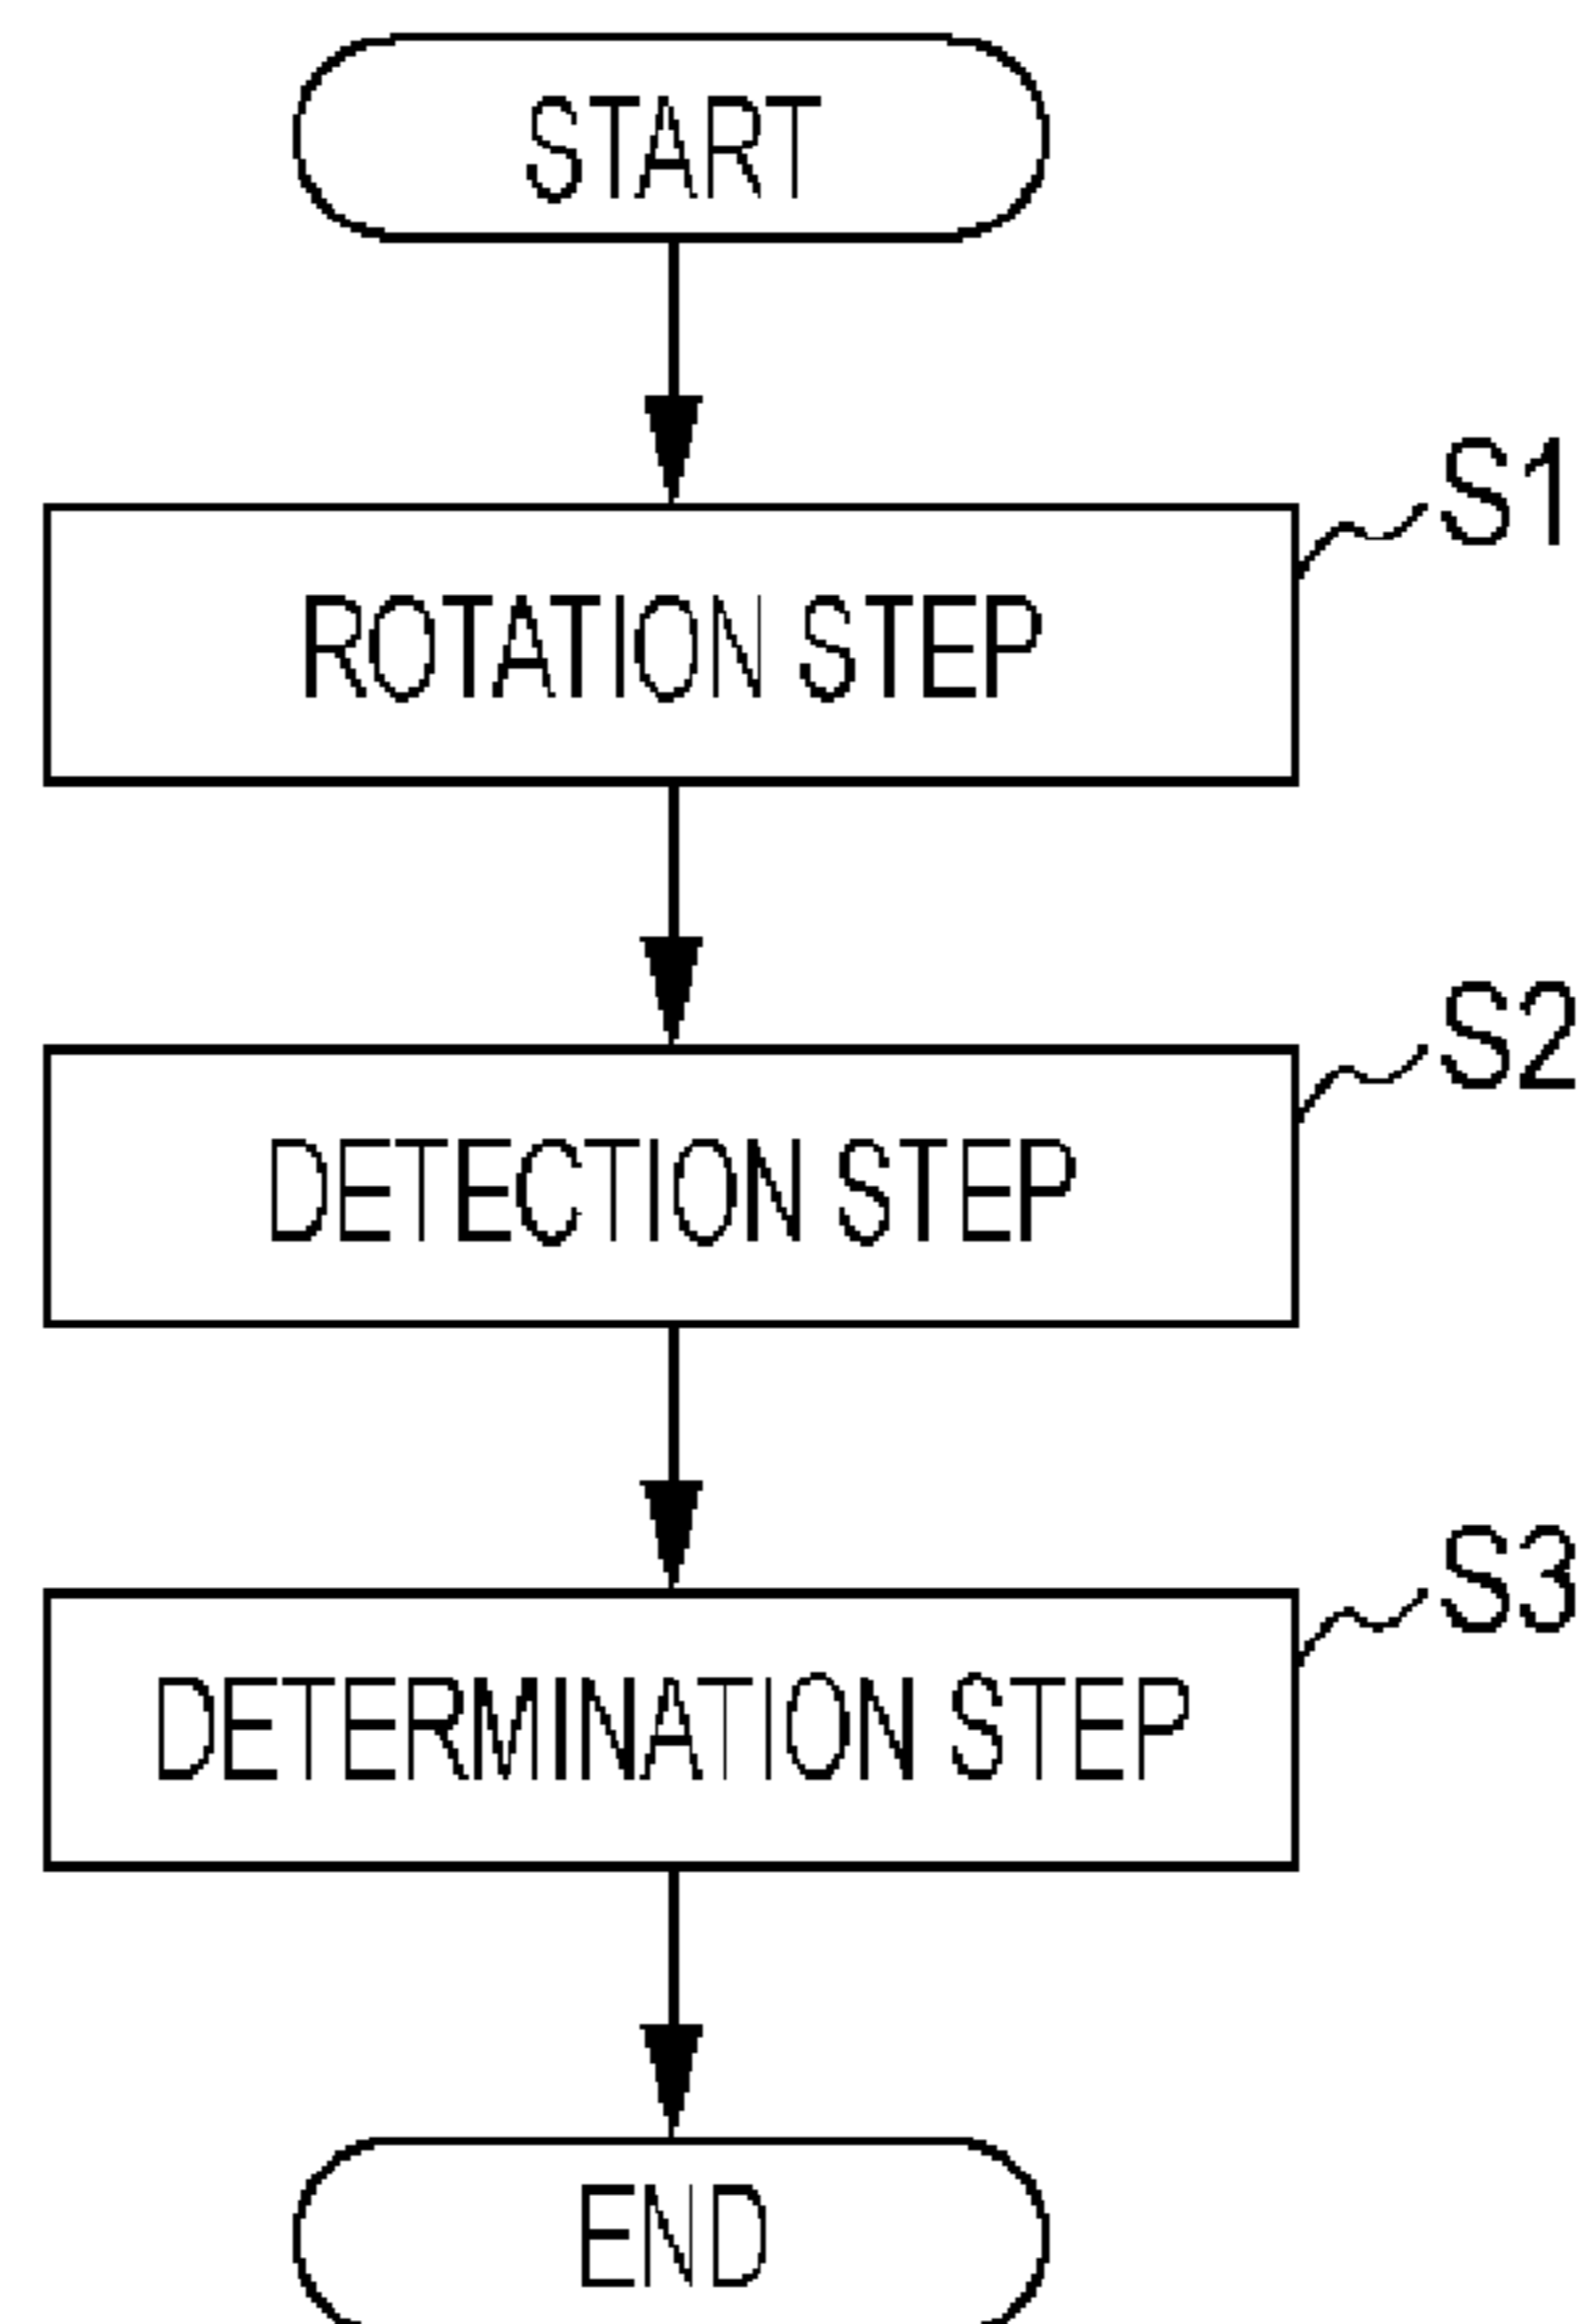 START
S1
ROTATION STEP
S2
DETECTION STEP
S3
DETERMINATION STEP
END